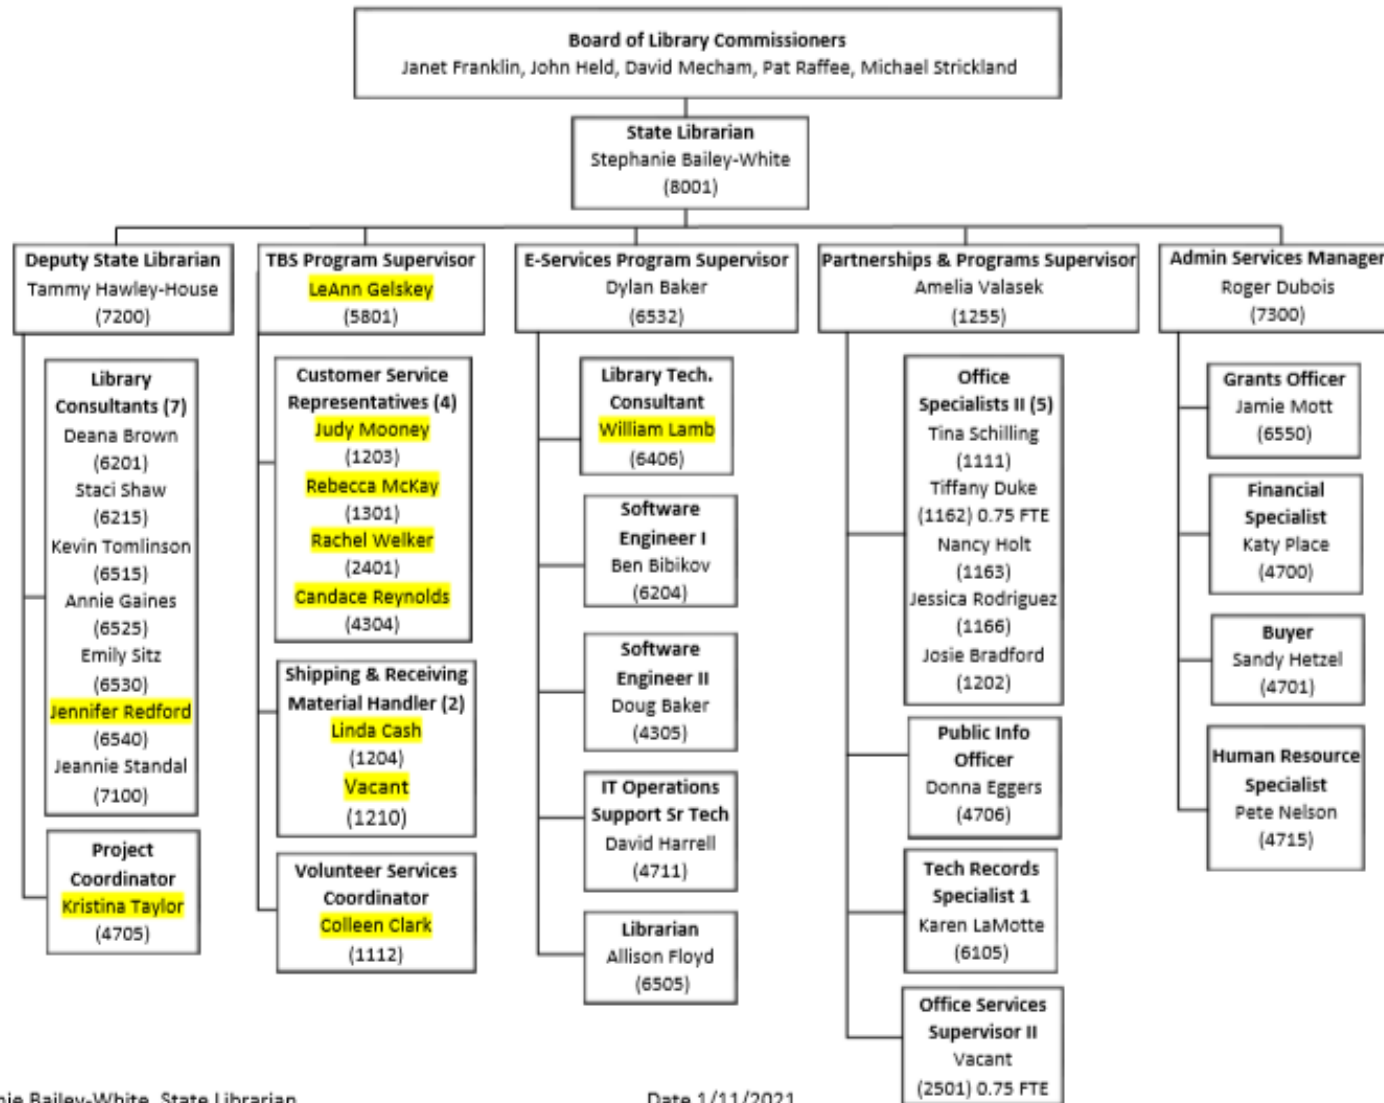 Board of Library Commissioners
Janet Franklin, John Held, David Mecham, Pat Raffee, Michael Strickland
State Librarian
Stephanie Bailey-White
(8001)
Deputy State Librarian
Tammy Hawley-House
(7200)
Library
Consultants (7)
Deana Brown
(6201)
Staci Shaw
(6215)
Kevin Tomlinson
(6515)
Annie Gaines
(6525)
Emily Sitz
(6530)
Jennifer Redford
(6540)
Jeannie Standal
(7100)
Project
Coordinator
Kristina Taylor
(4705)
TBS Program Supervisor
LeAnn Gelskey
(5801)
Customer Service
Representatives (4)
Judy Mooney
(1203)
Rebecca McKay
(1301)
Rachel Welker
(2401)
Candace Reynolds
(4304)
Shipping & Receiving
Material Handler (2)
Linda Cash
(1204)
Vacant
(1210)
Volunteer Services
Coordinator
Colleen Clark
(1112)
E-Services Program Supervisor
Dylan Baker
(6532)
Library Tech.
Consultant
William Lamb
(6406)
Software
Engineer I
Ben Bibikov
(6204)
Software
Engineer II
Doug Baker
(4305)
IT Operations
Support Sr Tech
David Harrell
(4711)
Librarian
Allison Floyd
(6505)
Partnerships & Programs Supervisor
Amelia Valasek
(1255)
Office
Specialists II (5)
Tina Schilling
(1111)
Tiffany Duke
(1162) 0.75 FTE
Nancy Holt
(1163)
Jessica Rodriguez
(1166)
Josie Bradford
(1202)
Public Info
Officer
Donna Eggers
(4706)
Tech Records
Specialist 1
Karen LaMotte
(6105)
Office Services
Supervisor II
Vacant
(2501) 0.75 FTE
Admin Services Manager
Roger Dubois
(7300)
Grants Officer
Jamie Mott
(6550)
Financial
Specialist
Katy Place
(4700)
Buyer
Sandy Hetzel
(4701)
Human Resource
Specialist
Pete Nelson
(4715)
nie Bailey-White, State Librarian
Date 1/11/2021